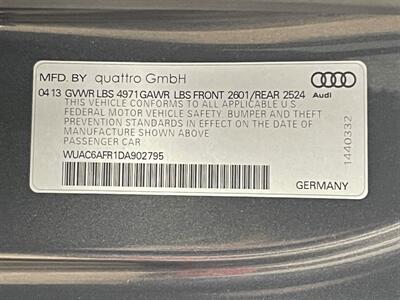 MFD. BY quattro GmbH
0413 GVWR LBS 4971 GAWR LBS FRONT 2601/REAR 2524
Audi
THIS VEHICLE CONFORMS TO ALL APPLICABLE U S
FEDERAL MOTOR VEHICLE SAFETY, BUMPER AND THEFT
PREVENTION STANDARDS IN EFFECT ON THE DATE OF
MANUFACTURE SHOWN ABOVE
PASSENGER CAR
1440332
WUAC6AFR1DA902795
GERMANY